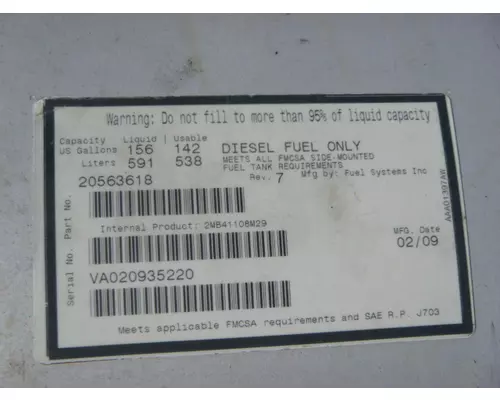 Warning: Do not fill to more than 95% of liquid capacity
Capacity Liquid | Usable
US Gallons 156 142 DIESEL FUEL ONLY
Liters 591 538 MEETS ALL FMCSA SIDE-MOUNTED
FUEL TANK REQUIREMENTS
20563618 Rev. 7 Mfg by: Fuel Systems Inc
Part No.
Internal Product: 2MB41108M29
MFG. Date
02/09
Serial No.
VA020935220
Meets applicable FMCSA requirements and SAE R.P. J703